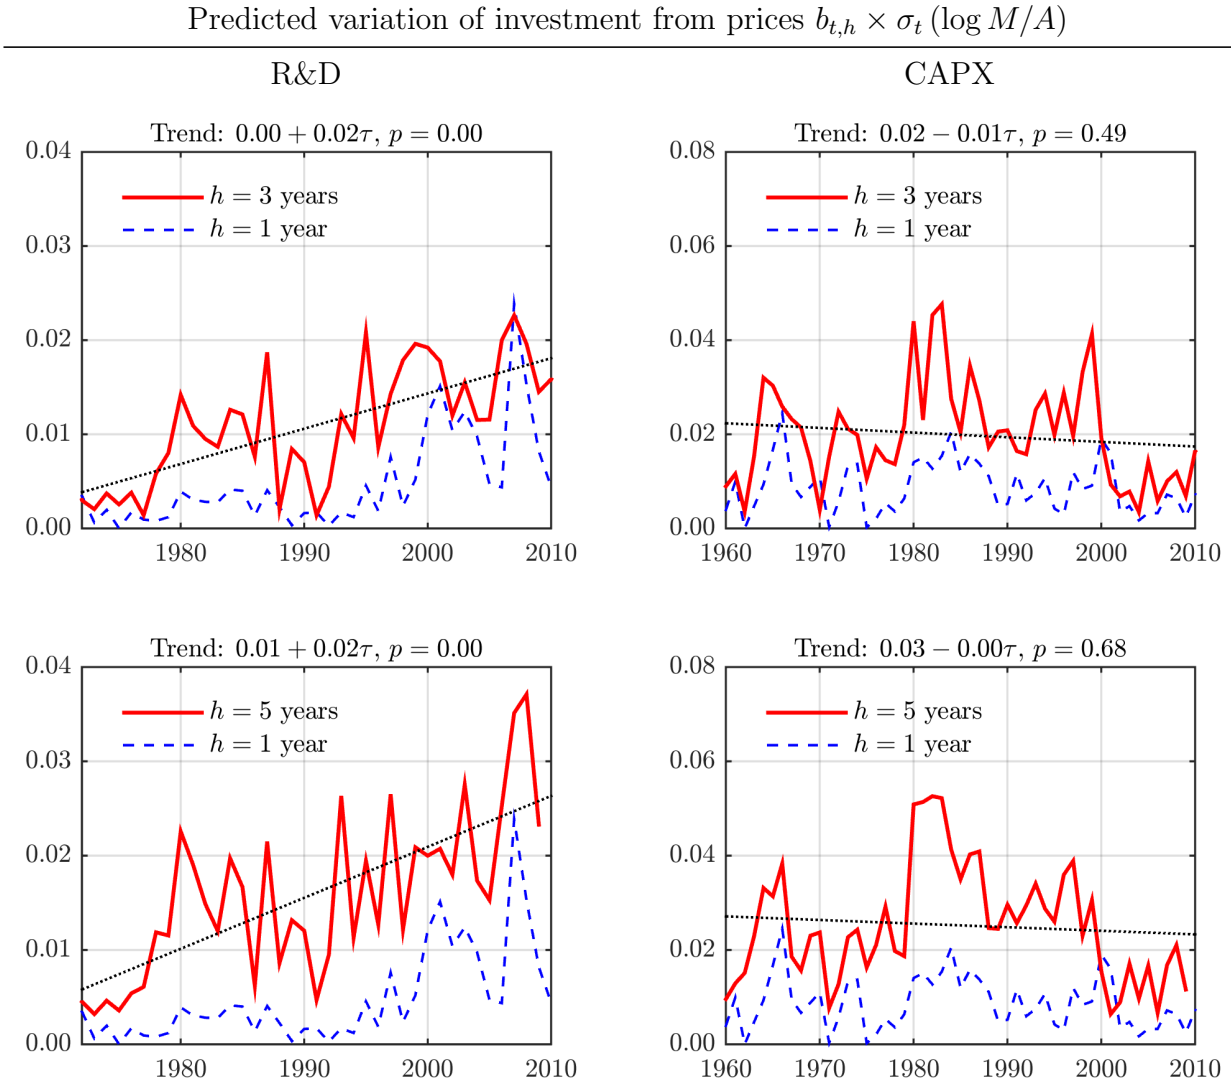 Predicted variation of investment from prices $b_{t,h} \times \sigma_t (\log M/A)$
R&D
CAPX
Trend: 0.00 + 0.02τ, p = 0.00
0.04
0.03
0.02
0.01
0.00
h = 3 years
h = 1 year
1980
1990
2000
2010
Trend: 0.02 − 0.01τ, p = 0.49
0.08
0.06
0.04
0.02
0.00
h = 3 years
h = 1 year
1960
1970
1980
1990
2000
2010
Trend: 0.01 + 0.02τ, p = 0.00
0.04
0.03
0.02
0.01
0.00
h = 5 years
h = 1 year
1980
1990
2000
2010
Trend: 0.03 − 0.00τ, p = 0.68
0.08
0.06
0.04
0.02
0.00
h = 5 years
h = 1 year
1960
1970
1980
1990
2000
2010